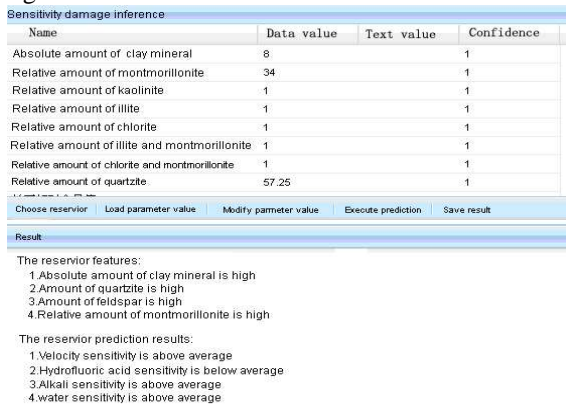 Sensitivity damage inference
Name Data value Text value Confidence
Absolute amount of clay mineral 8 1
Relative amount of montmorillonite 34 1
Relative amount of kaolinite 1 1
Relative amount of illite 1 1
Relative amount of chlorite 1 1
Relative amount of illite and montmorillonite 1 1
Relative amount of chlorite and montmorillonite 1 1
Relative amount of quartzite 57.25 1
Choose reservior Load parameter value Modify parmeter value Execute prediction Save result
Result
The reservior features:
1.Absolute amount of clay mineral is high
2.Amount of quartzite is high
3.Amount of feldspar is high
4.Relative amount of montmorillonite is high
The reservior prediction results:
1.Velocity sensitivity is above average
2.Hydrofluoric acid sensitivity is below average
3.Alkali sensitivity is above average
4.water sensitivity is above average